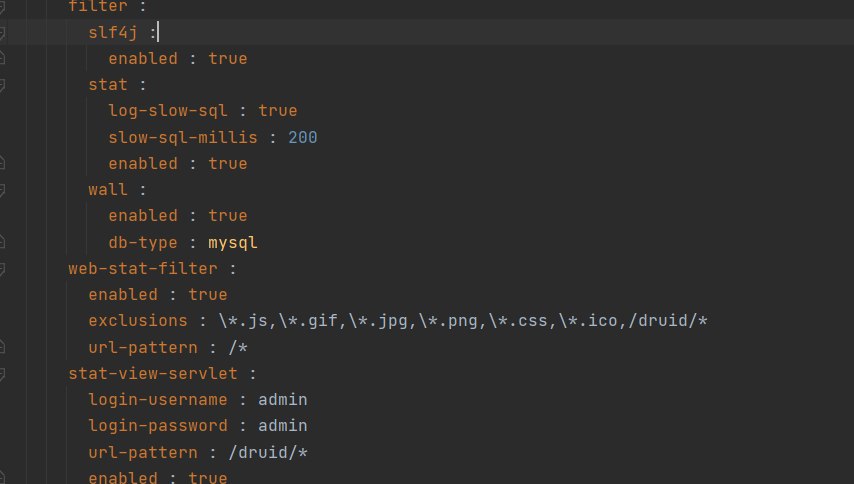 filter :
slf4j :
enabled : true
stat :
log-slow-sql : true
slow-sql-millis : 200
enabled : true
wall :
enabled : true
db-type : mysql
web-stat-filter :
enabled : true
exclusions : \*.js,\*.gif,\*.jpg,\*.png,\*.css,\*.ico,/druid/*
url-pattern : /*
stat-view-servlet :
login-username : admin
login-password : admin
url-pattern : /druid/*
enabled : true